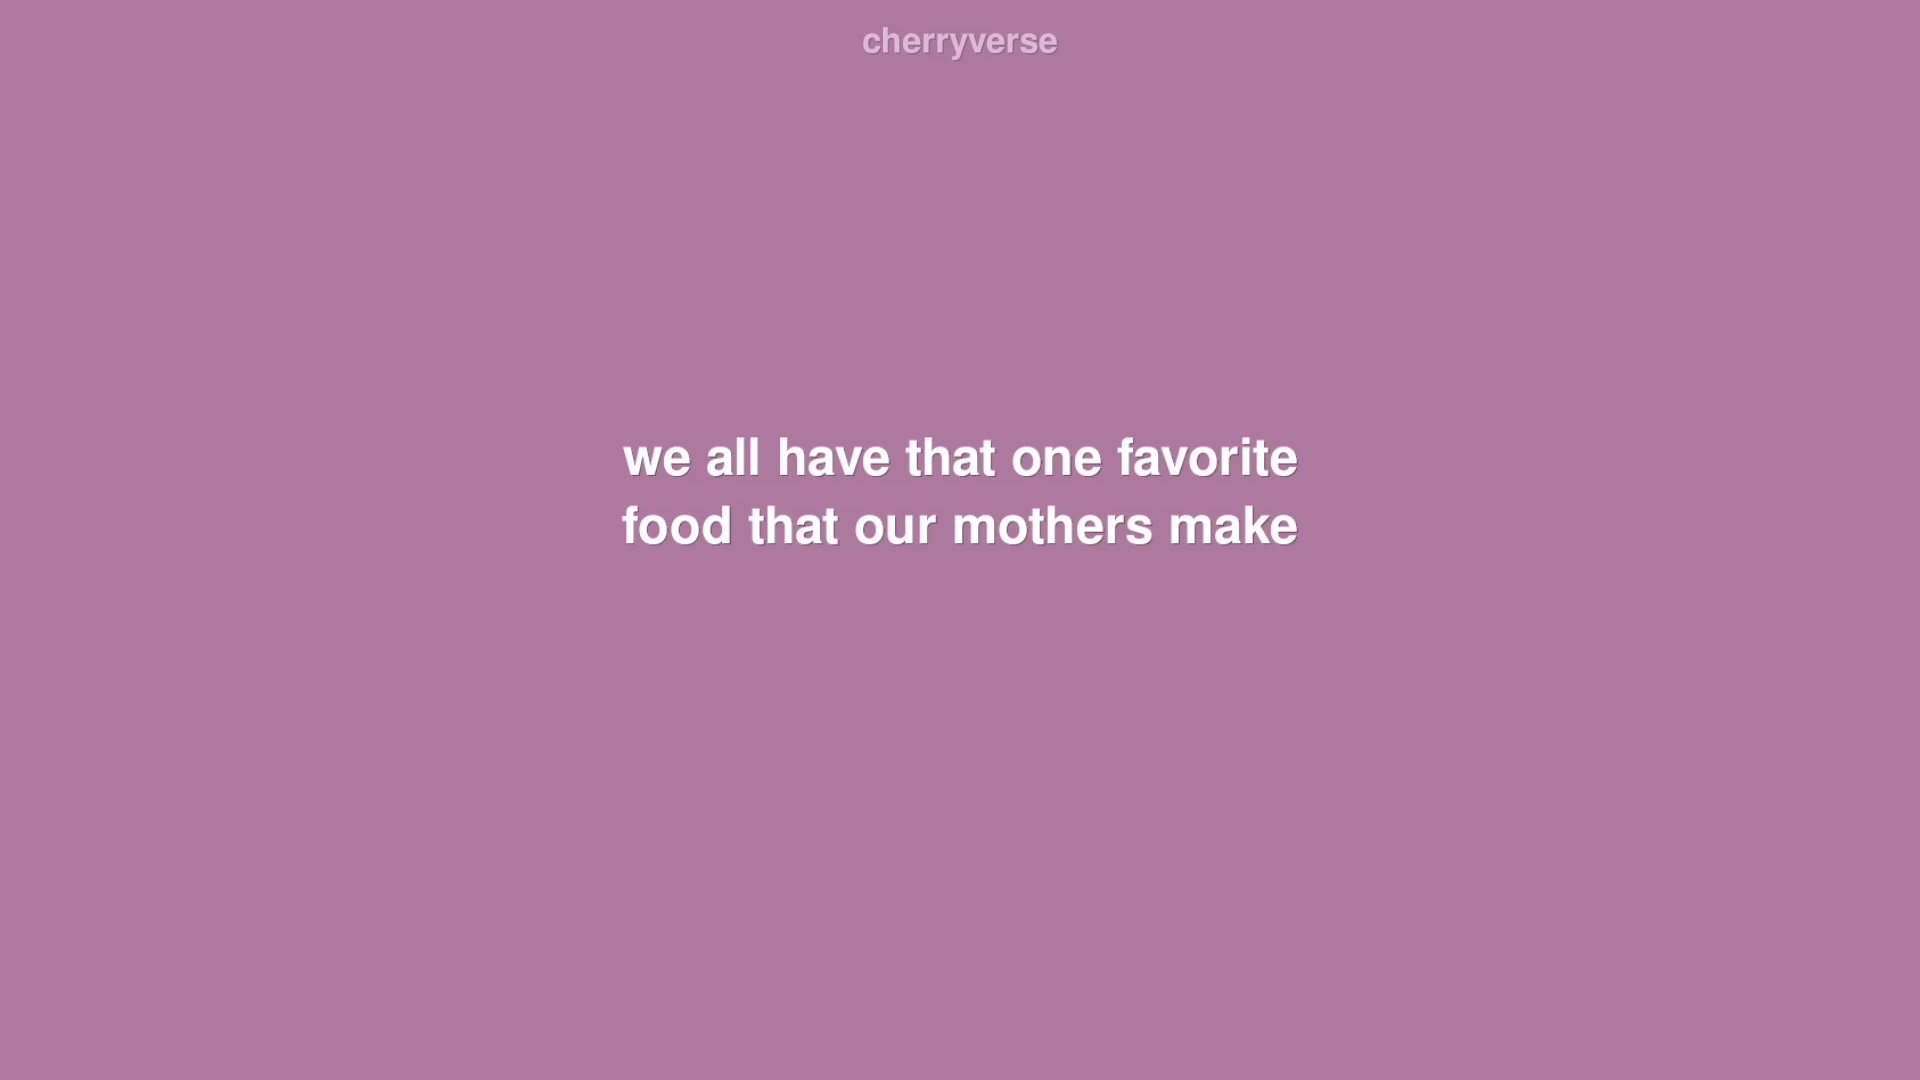 cherryverse
we all have that one favorite
food that our mothers make